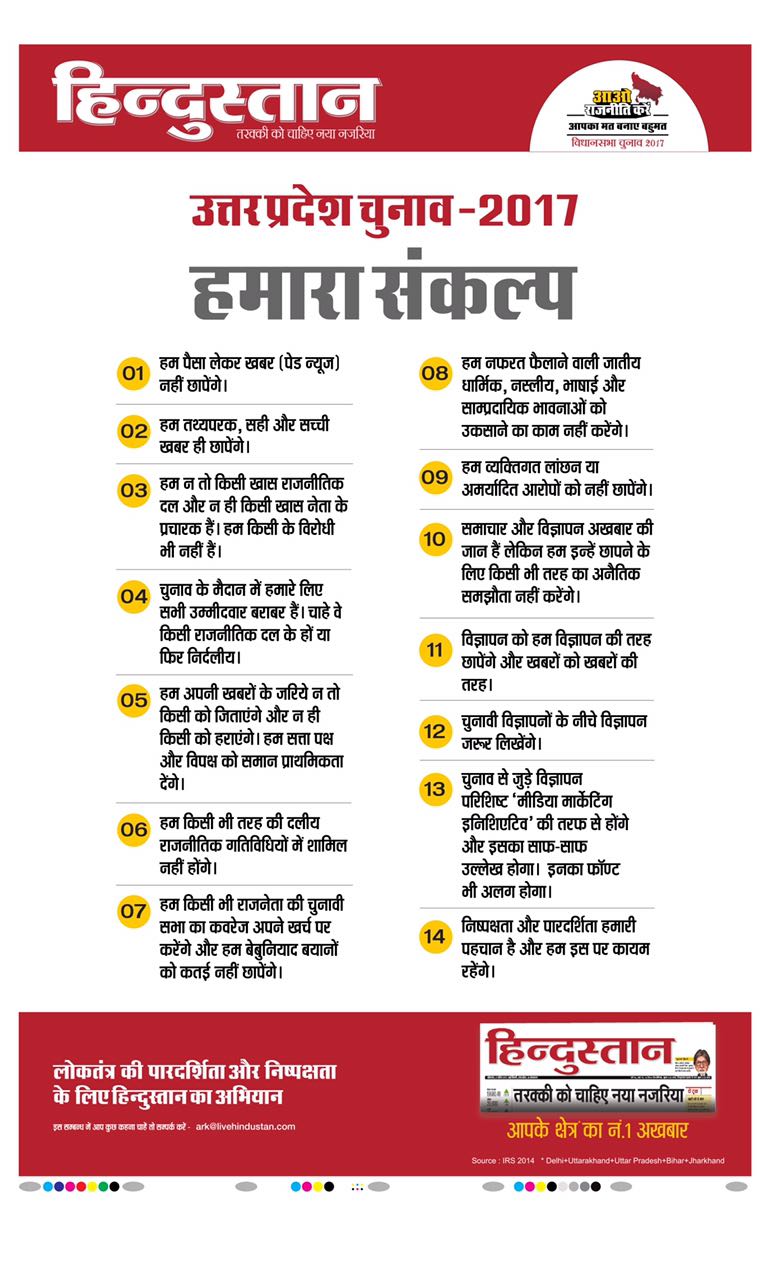 हिन्दुस्तान
तरक्की को चाहिए नया नजरिया
आओ
राजनीति करें
आपका मत बनाए बहुमत
विधानसभा चुनाव 2017
उत्तर प्रदेश चुनाव - 2017
हमारा संकल्प
01 हम पैसा लेकर खबर (पेड न्यूज)
नहीं छापेंगे।
02 हम तथ्यपरक, सही और सच्ची
खबर ही छापेंगे।
03 हम न तो किसी खास राजनीतिक
दल और न ही किसी खास नेता के
प्रचारक हैं। हम किसी के विरोधी
भी नहीं हैं।
04 चुनाव के मैदान में हमारे लिए
सभी उम्मीदवार बराबर हैं। चाहे वे
किसी राजनीतिक दल के हों या
फिर निर्दलीय।
05 हम अपनी खबरों के जरिये न तो
किसी को जिताएंगे और न ही
किसी को हराएंगे। हम सत्ता पक्ष
और विपक्ष को समान प्राथमिकता
देंगे।
06 हम किसी भी तरह की दलीय
राजनीतिक गतिविधियों में शामिल
नहीं होंगे।
07 हम किसी भी राजनेता की चुनावी
सभा का कवरेज अपने खर्च पर
करेंगे और हम बेबुनियाद बयानों
को कतई नहीं छापेंगे।
08 हम नफरत फैलाने वाली जातीय
धार्मिक, नस्लीय, भाषाई और
साम्प्रदायिक भावनाओं को
उकसाने का काम नहीं करेंगे।
09 हम व्यक्तिगत लांछन या
अमर्यादित आरोपों को नहीं छापेंगे।
10 समाचार और विज्ञापन अखबार की
जान हैं लेकिन हम इन्हें छापने के
लिए किसी भी तरह का अनैतिक
समझौता नहीं करेंगे।
11 विज्ञापन को हम विज्ञापन की तरह
छापेंगे और खबरों को खबरों की
तरह।
12 चुनावी विज्ञापनों के नीचे विज्ञापन
जरूर लिखेंगे।
13 चुनाव से जुड़े विज्ञापन
परिशिष्ट ‘मीडिया मार्केटिंग
इनिशिएटिव’ की तरफ से होंगे
और इसका साफ-साफ
उल्लेख होगा। इनका फॉण्ट
भी अलग होगा।
14 निष्पक्षता और पारदर्शिता हमारी
पहचान है और हम इस पर कायम
रहेंगे।
लोकतंत्र की पारदर्शिता और निष्पक्षता
के लिए हिन्दुस्तान का अभियान
इस सम्बन्ध में आप कुछ कहना चाहें तो सम्पर्क करें - ark@livehindustan.com
हिन्दुस्तान
तरक्की को चाहिए नया नजरिया
आपके क्षेत्र का नं.1 अखबार
Source : IRS 2014 * Delhi+Uttarakhand+Uttar Pradesh+Bihar+Jharkhand